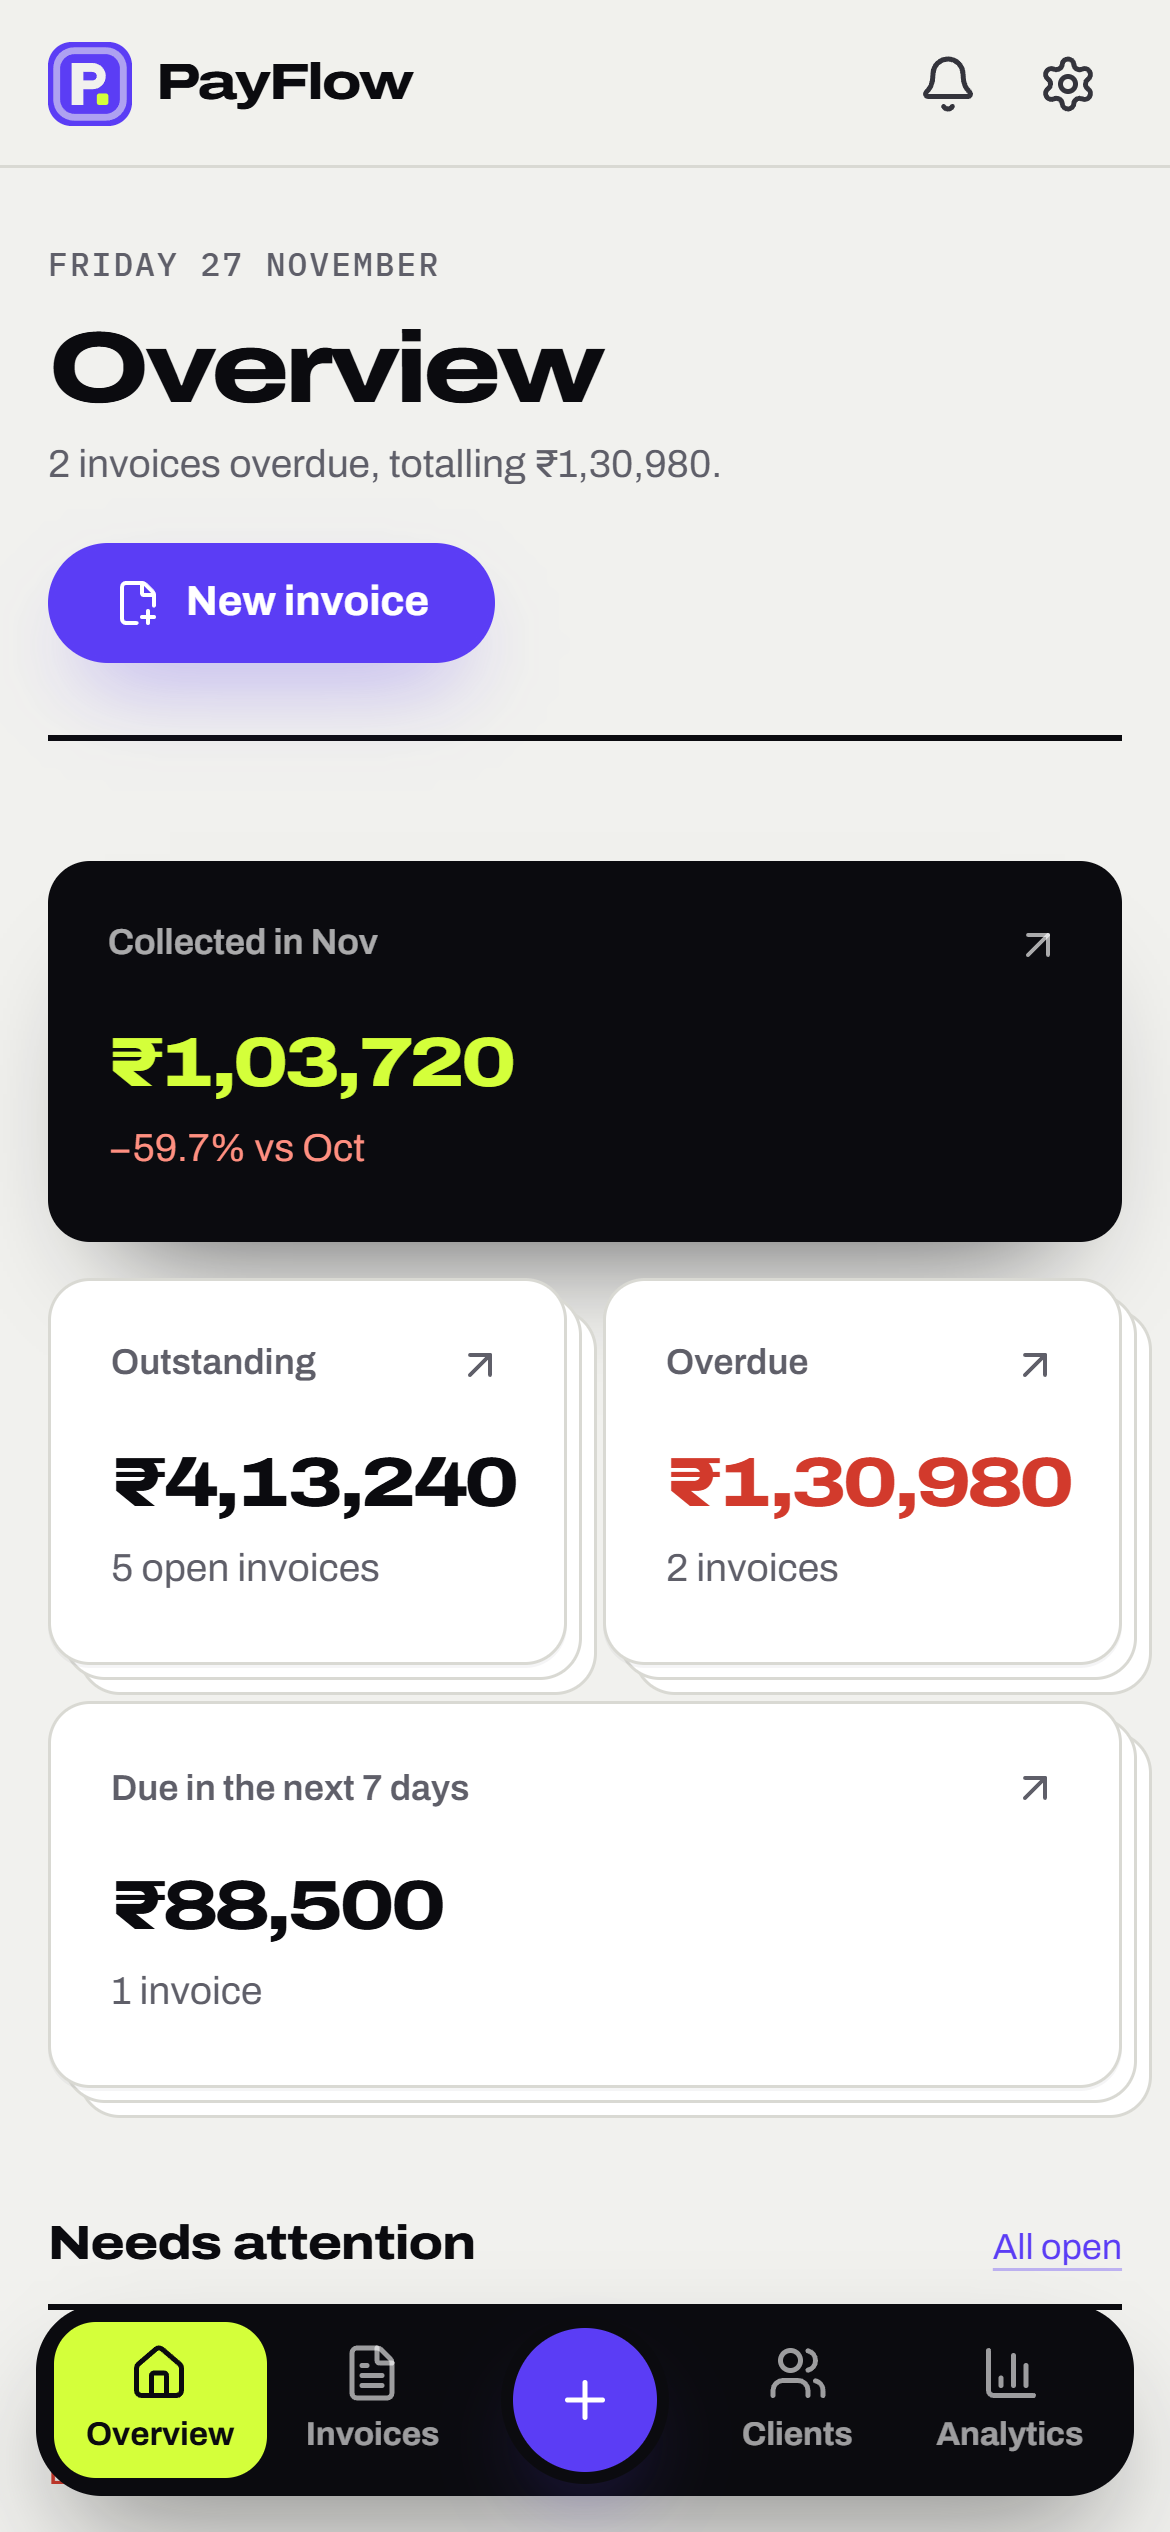 P.
PayFlow
FRIDAY 27 NOVEMBER
Overview
2 invoices overdue, totalling ₹1,30,980.
New invoice
Collected in Nov
₹1,03,720
−59.7% vs Oct
Outstanding
₹4,13,240
5 open invoices
Overdue
₹1,30,980
2 invoices
Due in the next 7 days
₹88,500
1 invoice
Needs attention
All open
Overview
Invoices
Clients
Analytics